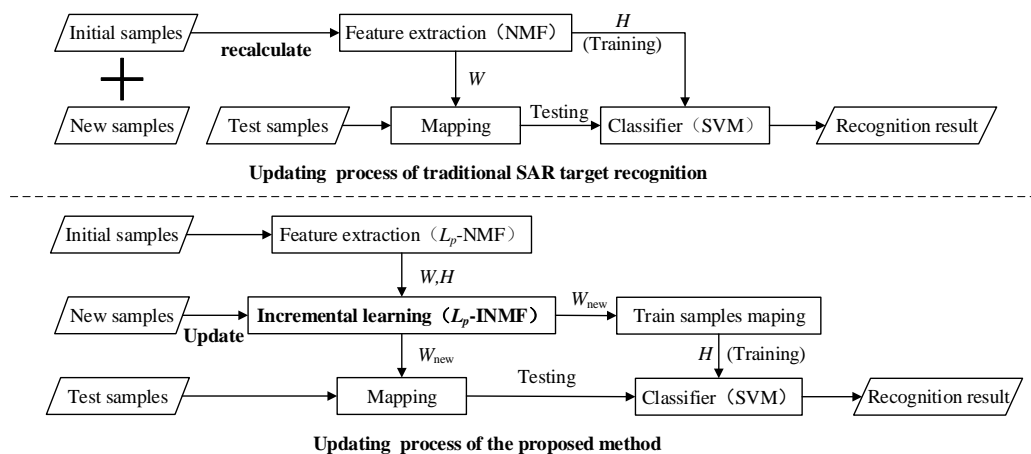 Initial samples
recalculate
Feature extraction（NMF）
H
(Training)
W
New samples
Test samples
Mapping
Testing
Classifier（SVM）
Recognition result
Updating process of traditional SAR target recognition
Initial samples
Feature extraction（Lp-NMF）
W,H
New samples
Update
Incremental learning（Lp-INMF）
Wnew
Train samples maping
Wnew
H (Training)
Test samples
Mapping
Testing
Classifier（SVM）
Recognition result
Updating process of the proposed method